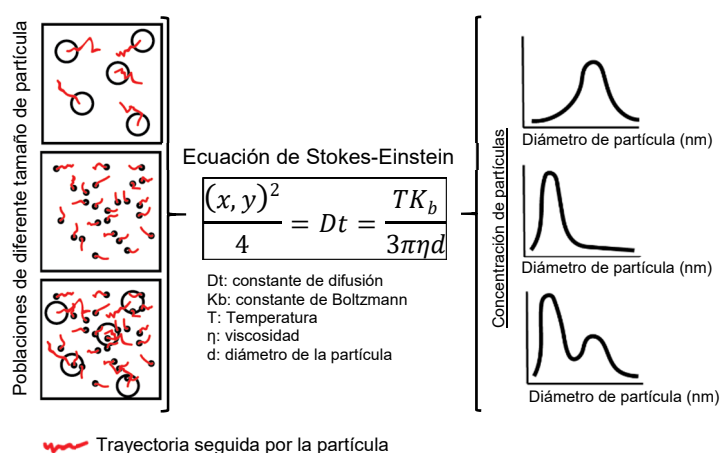 Poblaciones de diferente tamaño de partícula
Ecuación de Stokes-Einstein
(x, y)² / 4 = Dt = TK_b / 3πηd
Dt: constante de difusión
Kb: constante de Boltzmann
T: Temperatura
η: viscosidad
d: diámetro de la partícula
Concentración de partículas
Diámetro de partícula (nm)
Diámetro de partícula (nm)
Diámetro de partícula (nm)
Trayectoria seguida por la partícula